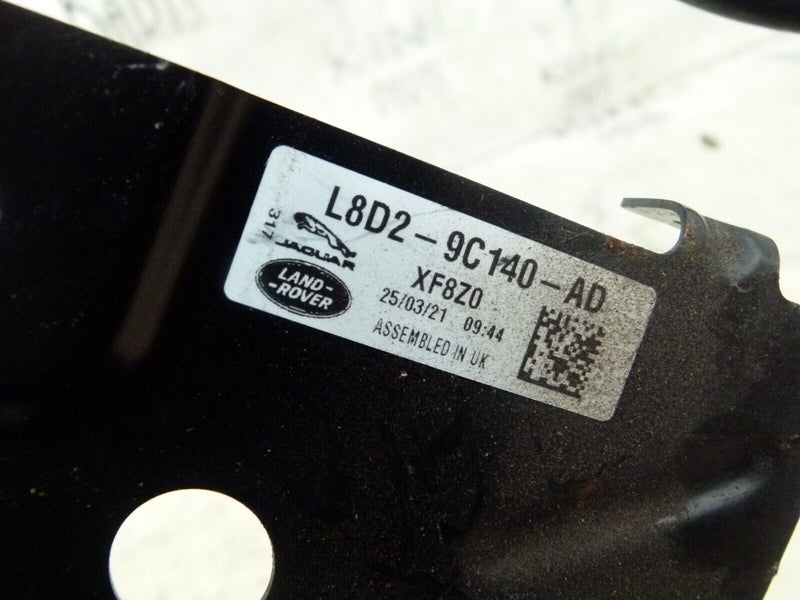 L8D2-9C140-AD
XF8Z0
25/03/21 09:44
ASSEMBLED IN UK
317
JAGUAR
LAND-
-ROVER